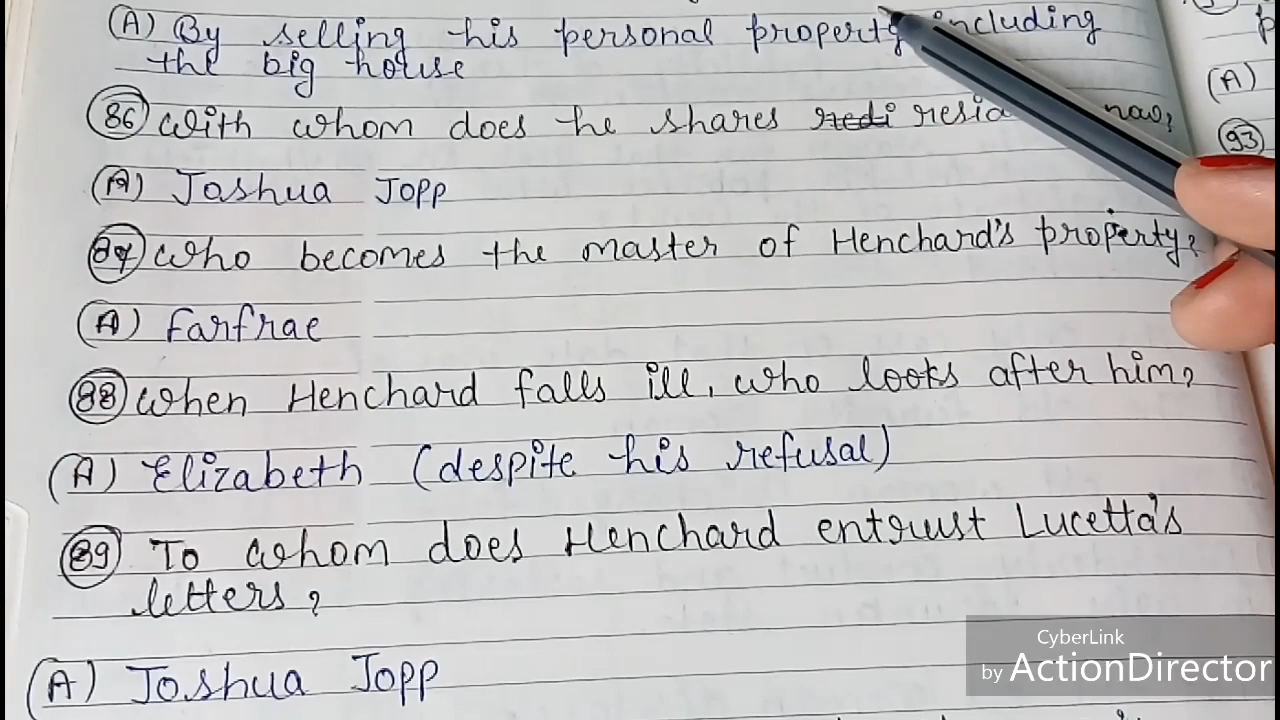 (A) By selling his personal property including
the big house
(86) With whom does he shares redi now?
(A) Joshua Jopp
(87) Who becomes the master of Henchard's property?
(A) Farfrae
(88) When Henchard falls ill, who looks after him?
(A) Elizabeth (despite his refusal)
(89) To whom does Henchard entrust Lucetta's
letters?
(A) Joshua Jopp
(A)
(93)
CyberLink
by ActionDirector